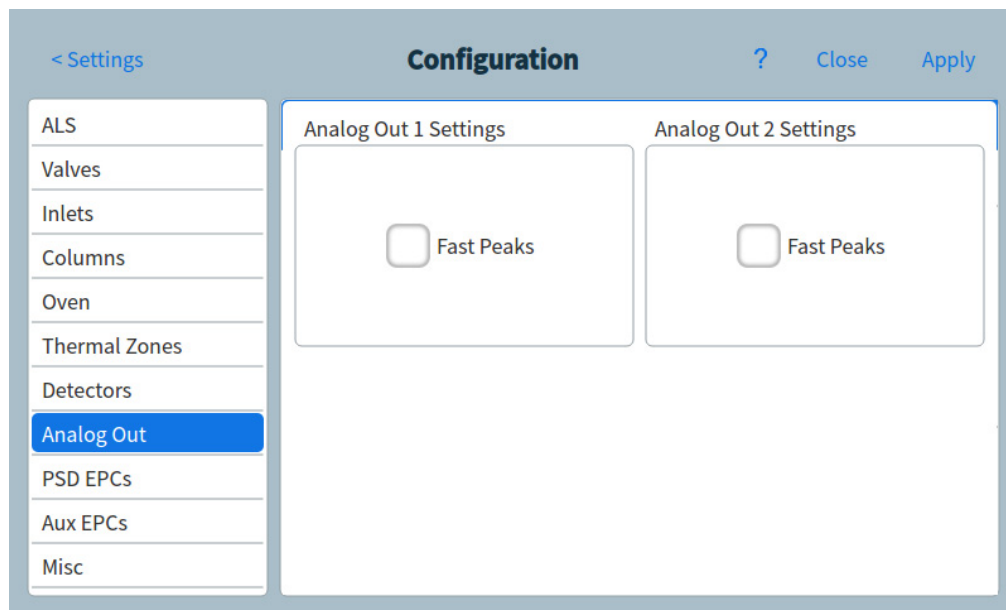 < Settings
Configuration
?
Close
Apply
ALS
Valves
Inlets
Columns
Oven
Thermal Zones
Detectors
Analog Out
PSD EPCs
Aux EPCs
Misc
Analog Out 1 Settings
Fast Peaks
Analog Out 2 Settings
Fast Peaks